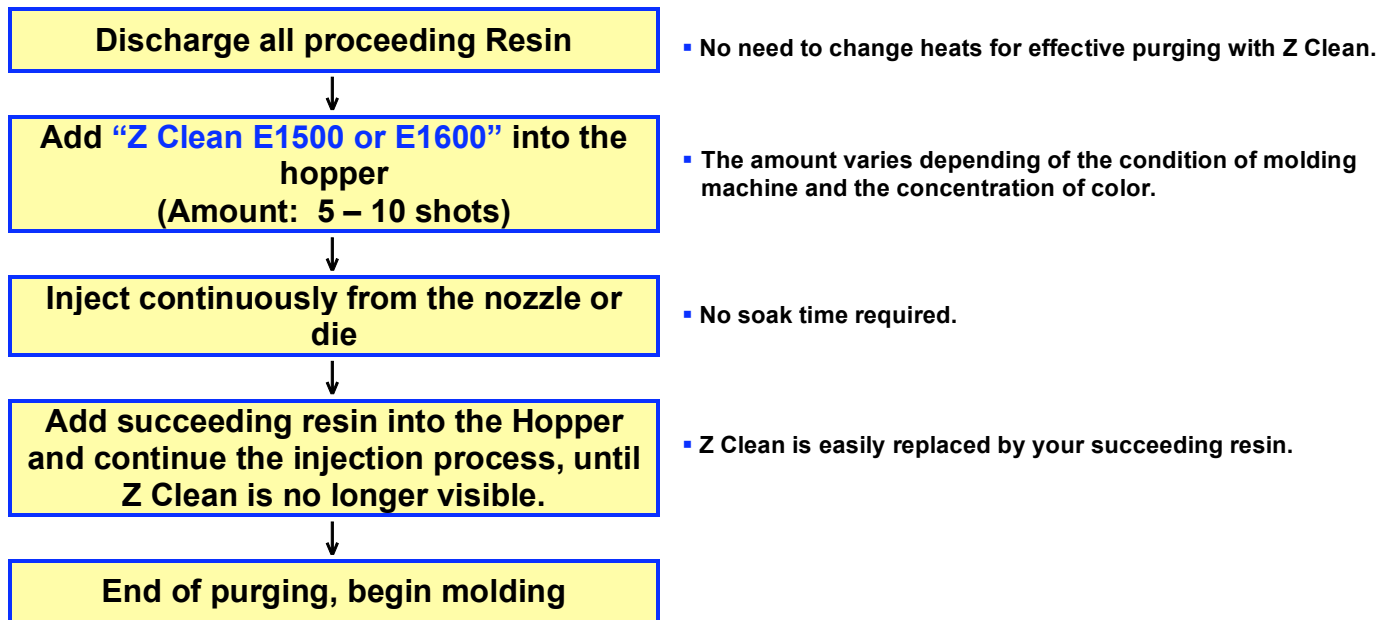 Discharge all proceeding Resin
▪ No need to change heats for effective purging with Z Clean.
Add “Z Clean E1500 or E1600” into the
hopper
(Amount:  5 – 10 shots)
▪ The amount varies depending of the condition of molding
machine and the concentration of color.
Inject continuously from the nozzle or
die
▪ No soak time required.
Add succeeding resin into the Hopper
and continue the injection process, until
Z Clean is no longer visible.
▪ Z Clean is easily replaced by your succeeding resin.
End of purging, begin molding